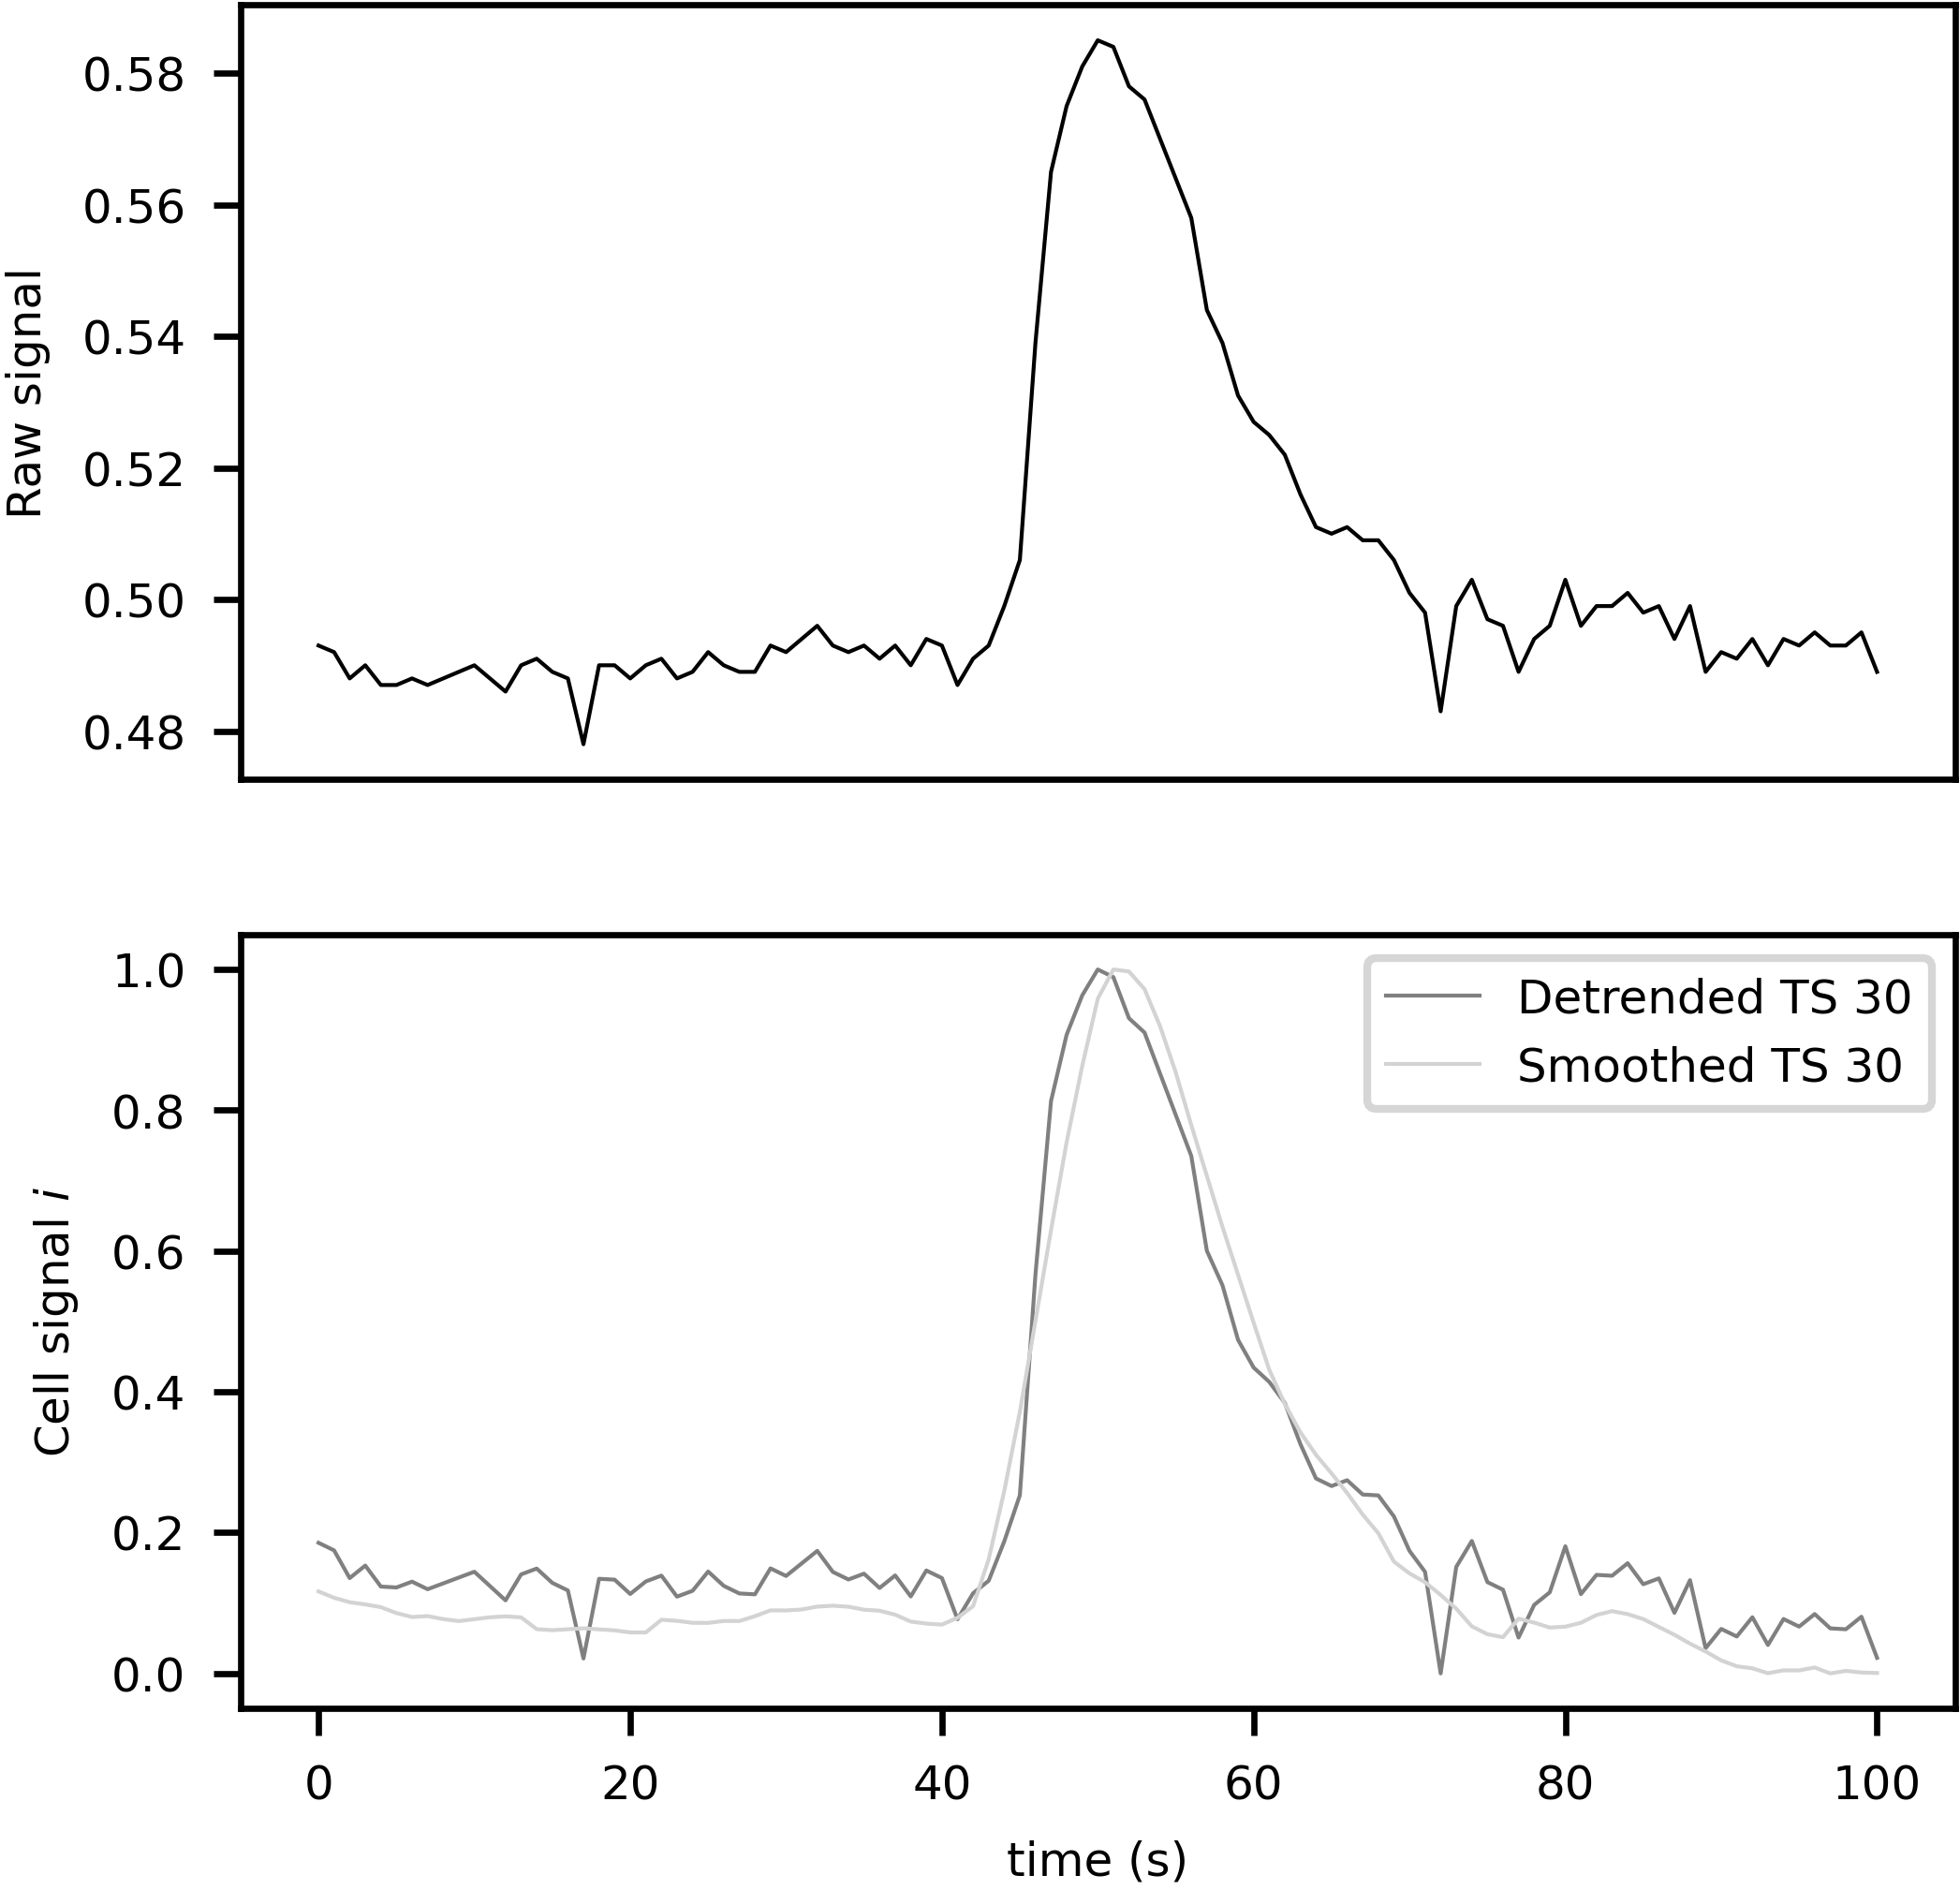 Raw signal
0.58
0.56
0.54
0.52
0.50
0.48
Cell signal i
1.0
0.8
0.6
0.4
0.2
0.0
Detrended TS 30
Smoothed TS 30
0 20 40 60 80 100
time (s)